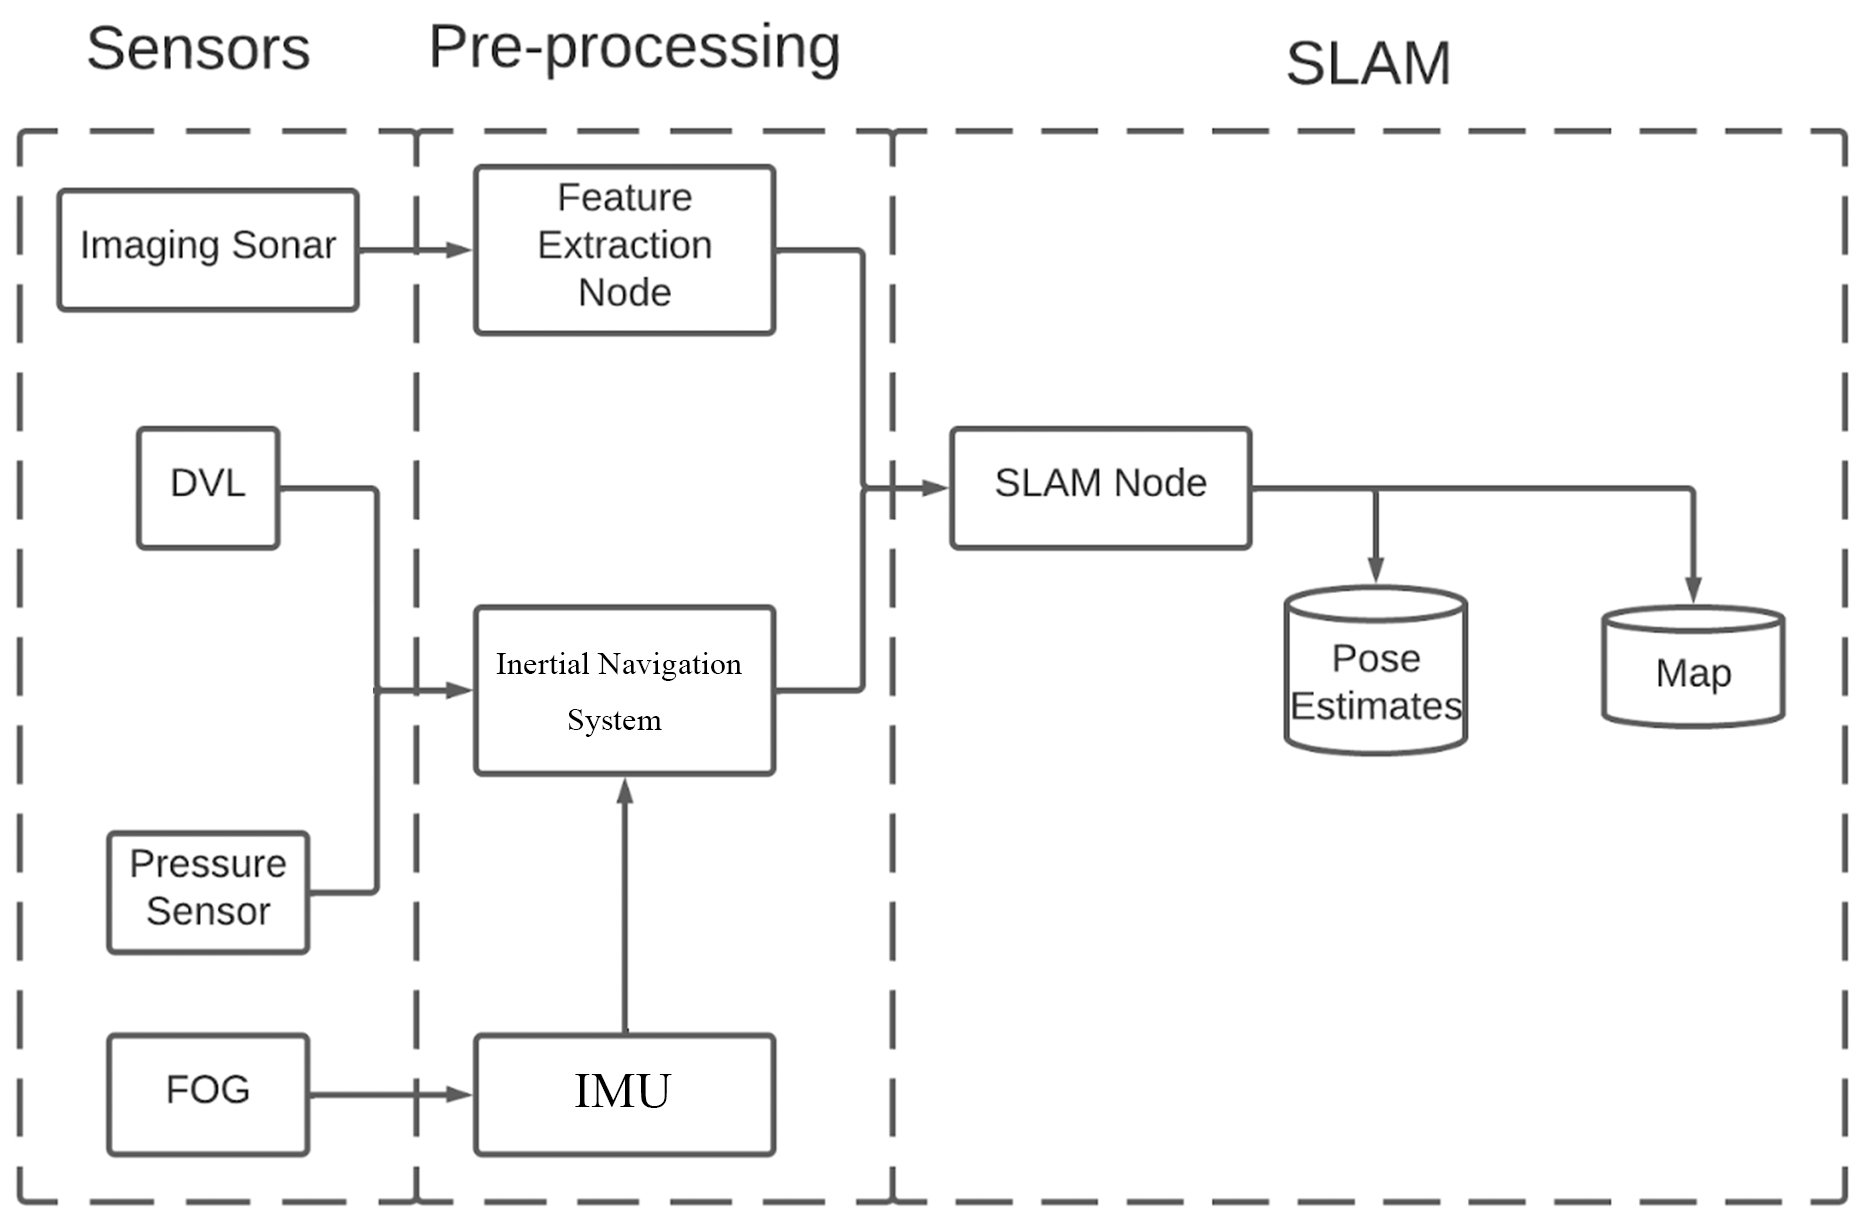 Sensors
Pre-processing
SLAM
Imaging Sonar
Feature
Extraction
Node
DVL
SLAM Node
Inertial Navigation
System
Pose
Estimates
Map
Pressure
Sensor
FOG
IMU